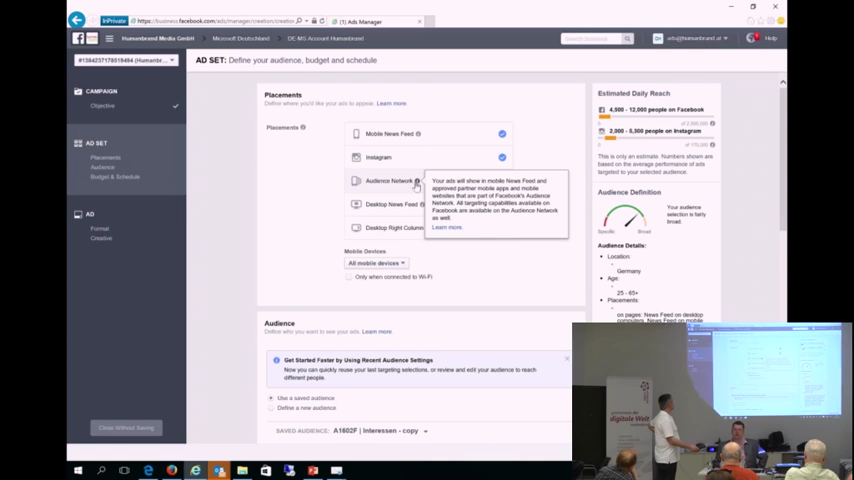 InPrivate
https://business.facebook.com/ads/manager/creation/creatio
(1) Ads Manager
Humanbrand Media GmbH
Microsoft Deutschland
DE-MS Account Humanbrand
Help
CAMPAIGN
Objective
AD SET
Placements
Audience
Budget & Schedule
AD
Format
Creative
Close Without Saving
AD SET: Define your audience, budget and schedule
Placements
Define where you'd like your ads to appear. Learn more.
Placements
Mobile News Feed
Instagram
Audience Network
Desktop News Feed
Desktop Right Column
Your ads will show in mobile News Feed and
approved partner mobile apps and mobile
websites that are part of Facebook's Audience
Network. All targeting capabilities available on
Facebook are available on the Audience Network
as well.
Learn more.
Mobile Devices
All mobile devices
Only when connected to Wi-Fi
Audience
Define who you want to see your ads. Learn more.
Get Started Faster by Using Recent Audience Settings
Now you can quickly reuse your last targeting selections, or review and edit your audience to reach
different people.
Use a saved audience
Define a new audience
SAVED AUDIENCE: A1602F | Interessen - copy
Estimated Daily Reach
4,500 - 12,000 people on Facebook
0
2,000 - 5,300 people on Instagram
0
This is only an estimate. Numbers shown are
based on the average performance of ads
targeted to your selected audience.
Audience Definition
Your audience
selection is fairly
broad.
Specific
Broad
Audience Details:
Location:
Germany
Age:
25 - 65+
Placements:
on pages: News Feed on desktop
computers, News Feed on mobile
digitale Welt